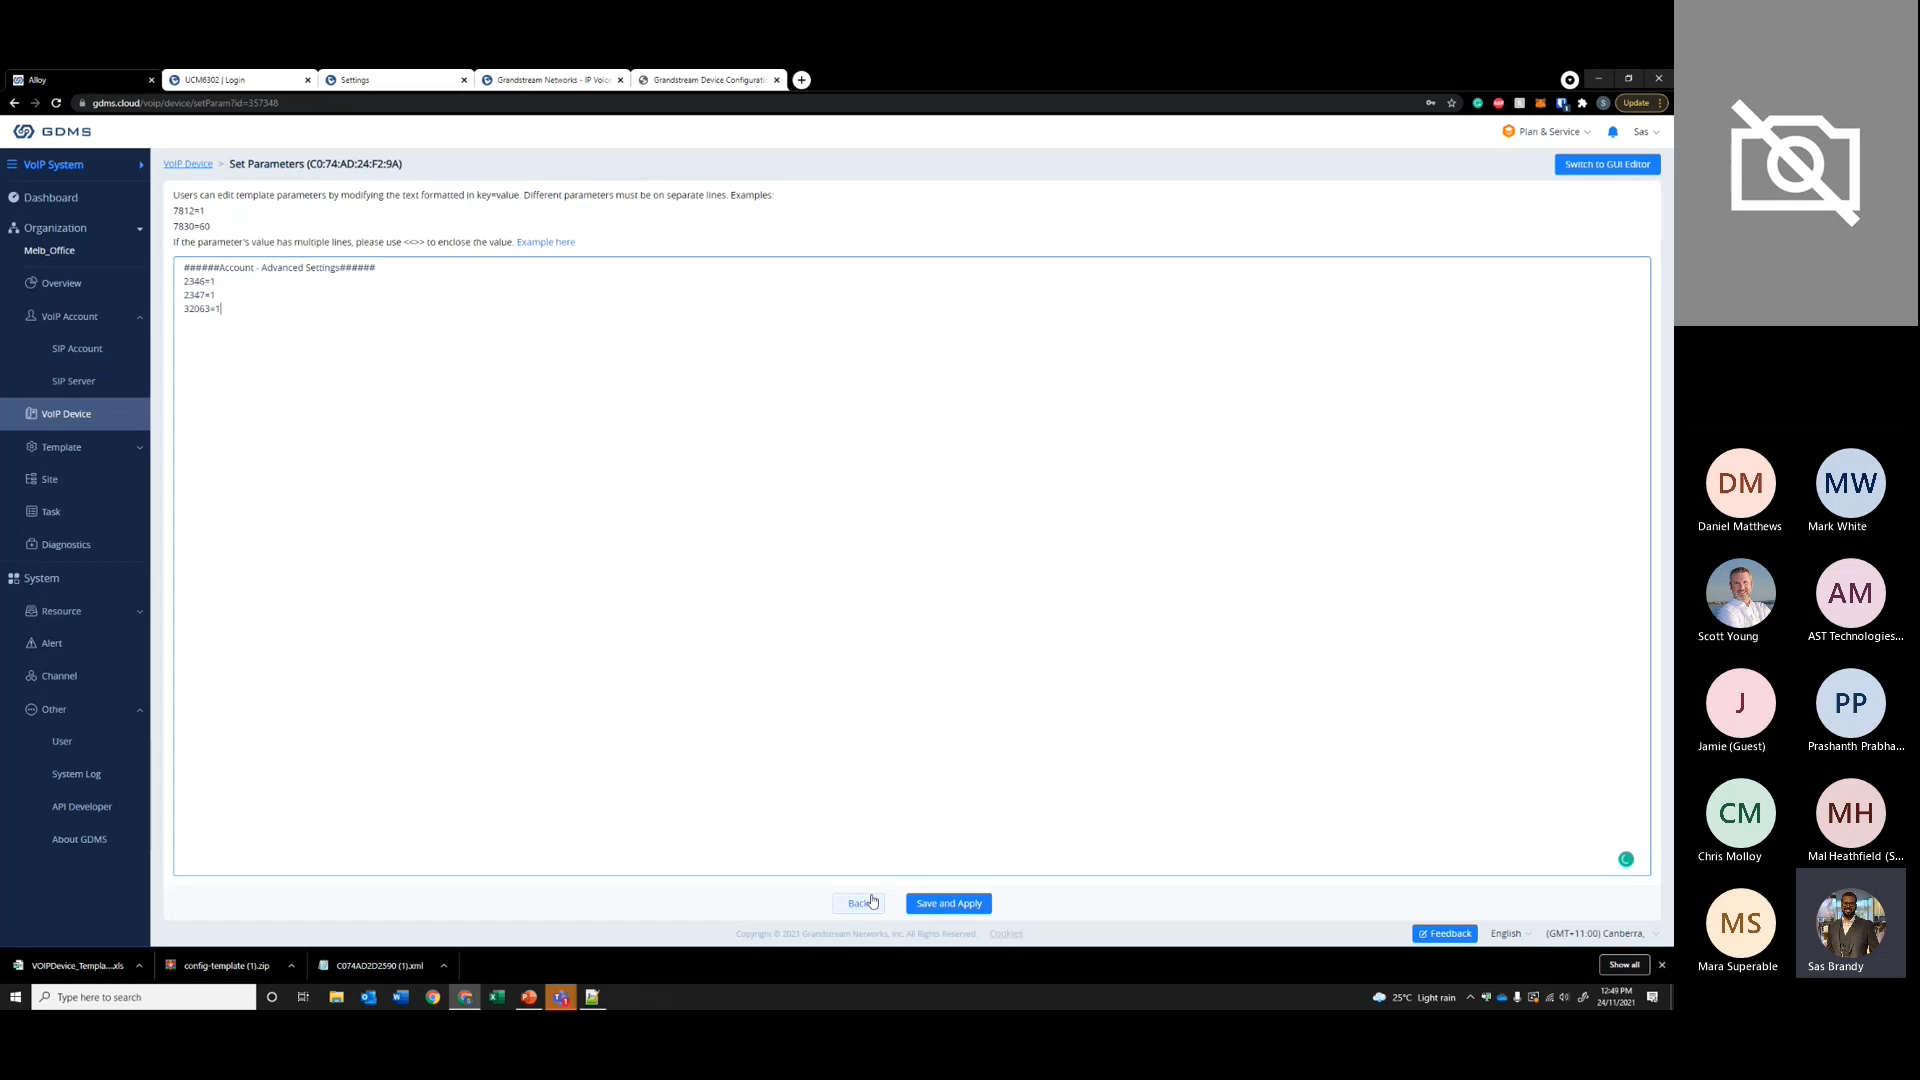 Alloy
UCM6302 | Login
Settings
Grandstream Networks - IP Voice
Grandstream Device Configuratio
gdms.cloud/voip/device/setParam?id=357348
Update
GDMS
Plan & Service
Sas
VoIP System
VoIP Device > Set Parameters (C0:74:AD:24:F2:9A)
Switch to GUI Editor
Dashboard
Organization
Melb_Office
Overview
VoIP Account
SIP Account
SIP Server
VoIP Device
Template
Site
Task
Diagnostics
System
Resource
Alert
Channel
Other
User
System Log
API Developer
About GDMS
Users can edit template parameters by modifying the text formatted in key=value. Different parameters must be on separate lines. Examples:
7812=1
7830=60
If the parameter's value has multiple lines, please use <<>> to enclose the value. Example here
######Account - Advanced Settings######
2346=1
2347=1
32063=1
Back
Save and Apply
Copyright © 2021 Grandstream Networks, Inc. All Rights Reserved. Cookies
Feedback
English
(GMT+11:00) Canberra,
VOIPDevice_Templa....xls
config-template (1).zip
C074AD2D2590 (1).xml
Show all
Type here to search
25°C Light rain
12:49 PM
24/11/2021
DM
Daniel Matthews
MW
Mark White
Scott Young
AM
AST Technologies...
J
Jamie (Guest)
PP
Prashanth Prabha...
CM
Chris Molloy
MH
Mal Heathfield (S...
MS
Mara Superable
Sas Brandy